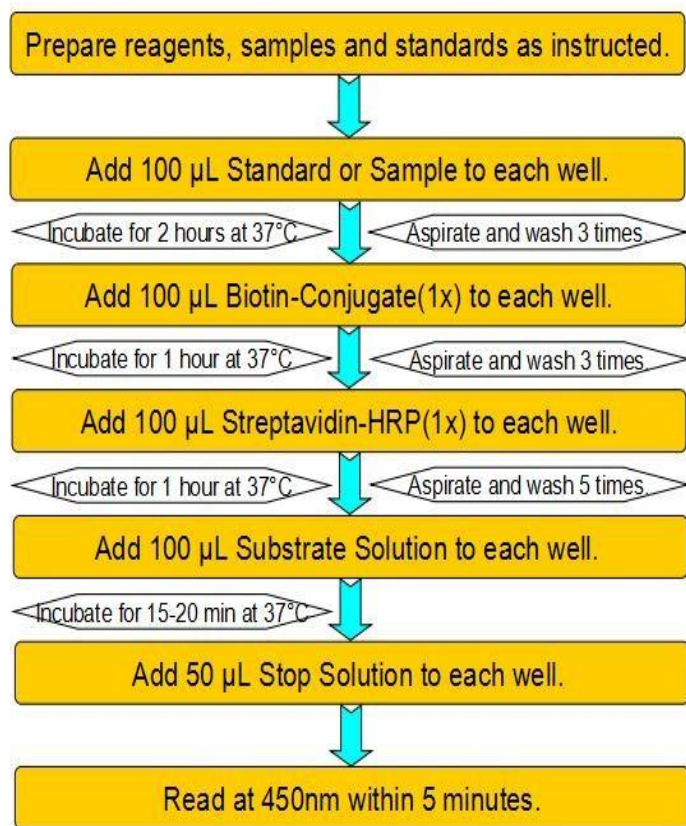 Prepare reagents, samples and standards as instructed.
Add 100 µL Standard or Sample to each well.
Incubate for 2 hours at 37°C
Aspirate and wash 3 times.
Add 100 µL Biotin-Conjugate(1x) to each well.
Incubate for 1 hour at 37°C
Aspirate and wash 3 times
Add 100 µL Streptavidin-HRP(1x) to each well.
Incubate for 1 hour at 37°C
Aspirate and wash 5 times.
Add 100 µL Substrate Solution to each well.
Incubate for 15-20 min at 37°C
Add 50 µL Stop Solution to each well.
Read at 450nm within 5 minutes.